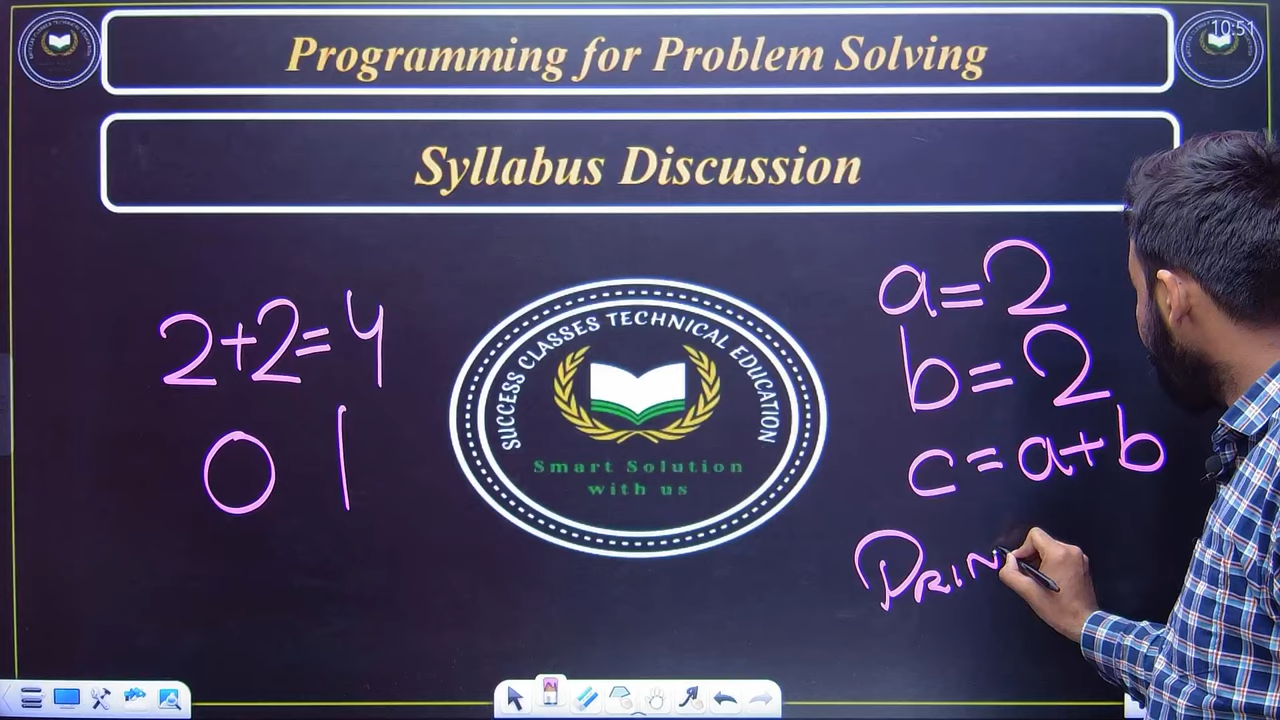 10:51
Programming for Problem Solving
Syllabus Discussion
2+2=4
0 1
SUCCESS CLASSES TECHNICAL EDUCATION
Smart Solution
with us
a=2
b=2
c=a+b
PRIN